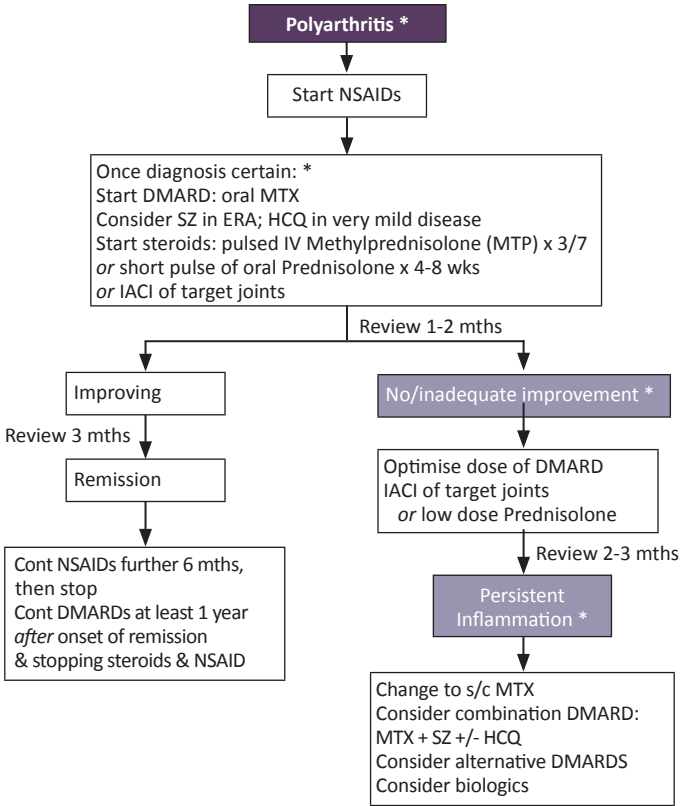 Polyarthritis *
Start NSAIDs
Once diagnosis certain: *
Start DMARD: oral MTX
Consider SZ in ERA; HCQ in very mild disease
Start steroids: pulsed IV Methylprednisolone (MTP) x 3/7
or short pulse of oral Prednisolone x 4-8 wks
or IACI of target joints
Review 1-2 mths
Improving
Review 3 mths
Remission
Cont NSAIDs further 6 mths,
then stop
Cont DMARDs at least 1 year
after onset of remission
& stopping steroids & NSAID
No/inadequate improvement *
Optimise dose of DMARD
IACI of target joints
or low dose Prednisolone
Review 2-3 mths
Persistent
Inflammation *
Change to s/c MTX
Consider combination DMARD:
MTX + SZ +/- HCQ
Consider alternative DMARDS
Consider biologics